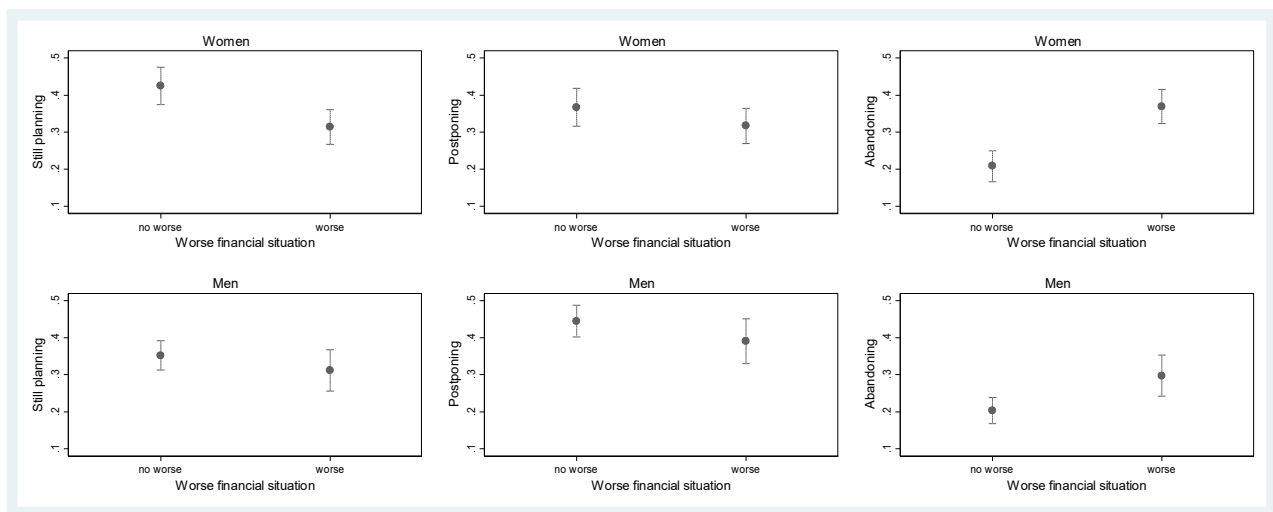 Women
Still planning
.5
.4
.3
.2
.1
no worse
worse
Worse financial situation
Women
Postponing
.5
.4
.3
.2
.1
no worse
worse
Worse financial situation
Women
Abandoning
.5
.4
.3
.2
.1
no worse
worse
Worse financial situation
Men
Still planning
.5
.4
.3
.2
.1
no worse
worse
Worse financial situation
Men
Postponing
.5
.4
.3
.2
.1
no worse
worse
Worse financial situation
Men
Abandoning
.5
.4
.3
.2
.1
no worse
worse
Worse financial situation